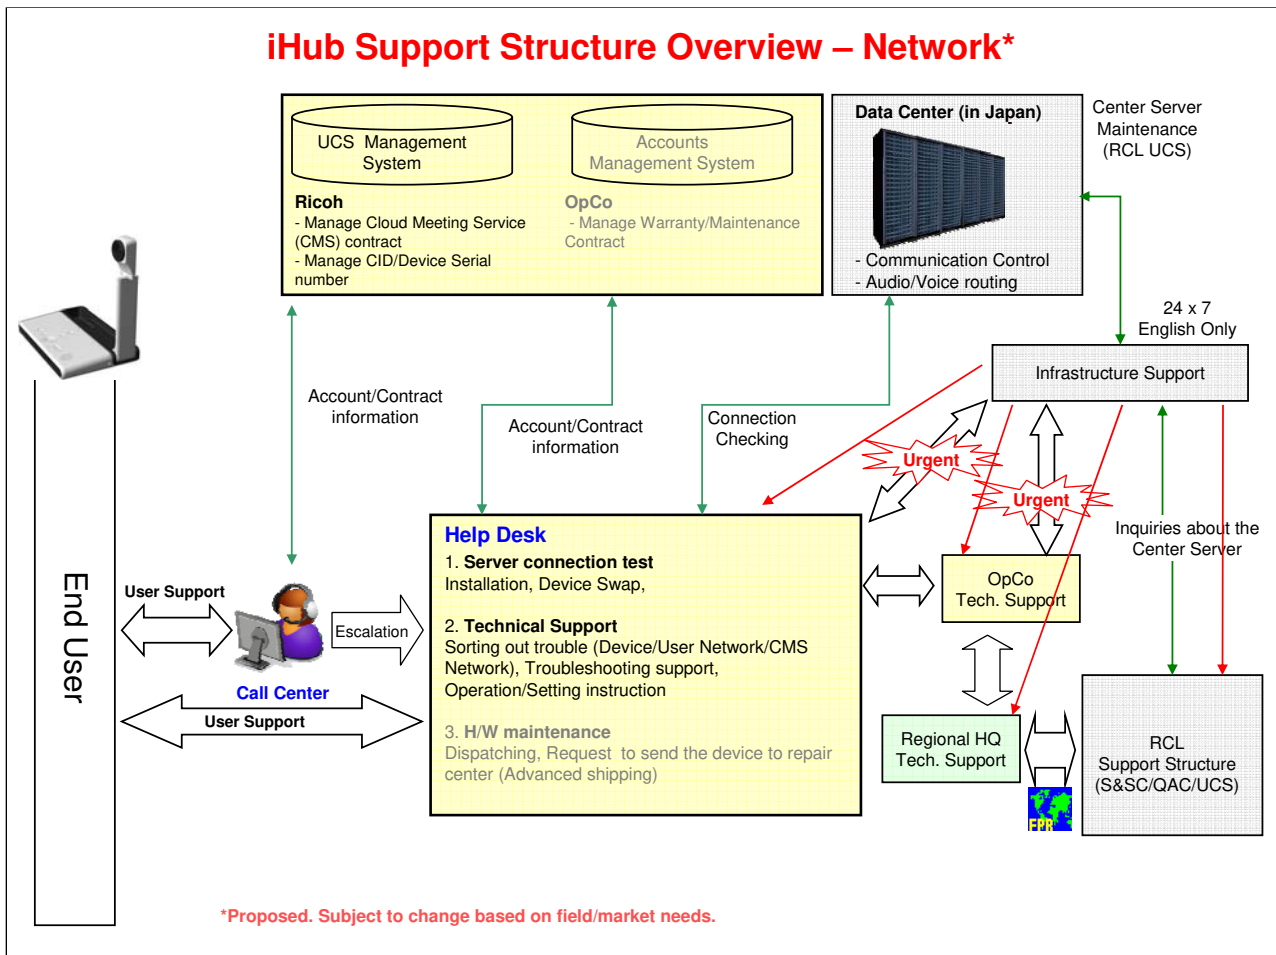 iHub Support Structure Overview – Network*
UCS  Management
System
Accounts
Management System
Ricoh
- Manage Cloud Meeting Service
(CMS) contract
- Manage CID/Device Serial
number
OpCo
- Manage Warranty/Maintenance
Contract
Data Center (in Japan)
- Communication Control
- Audio/Voice routing
Center Server
Maintenance
(RCL UCS)
24 x 7
English Only
Infrastructure Support
Account/Contract
information
Account/Contract
information
Connection
Checking
Urgent
Urgent
Inquiries about the
Center Server
End User
User Support
Call Center
Escalation
User Support
Help Desk
1. Server connection test
Installation, Device Swap,
2. Technical Support
Sorting out trouble (Device/User Network/CMS
Network), Troubleshooting support,
Operation/Setting instruction
3. H/W maintenance
Dispatching, Request  to send the device to repair
center (Advanced shipping)
OpCo
Tech. Support
Regional HQ
Tech. Support
FPR
RCL
Support Structure
(S&SC/QAC/UCS)
*Proposed. Subject to change based on field/market needs.